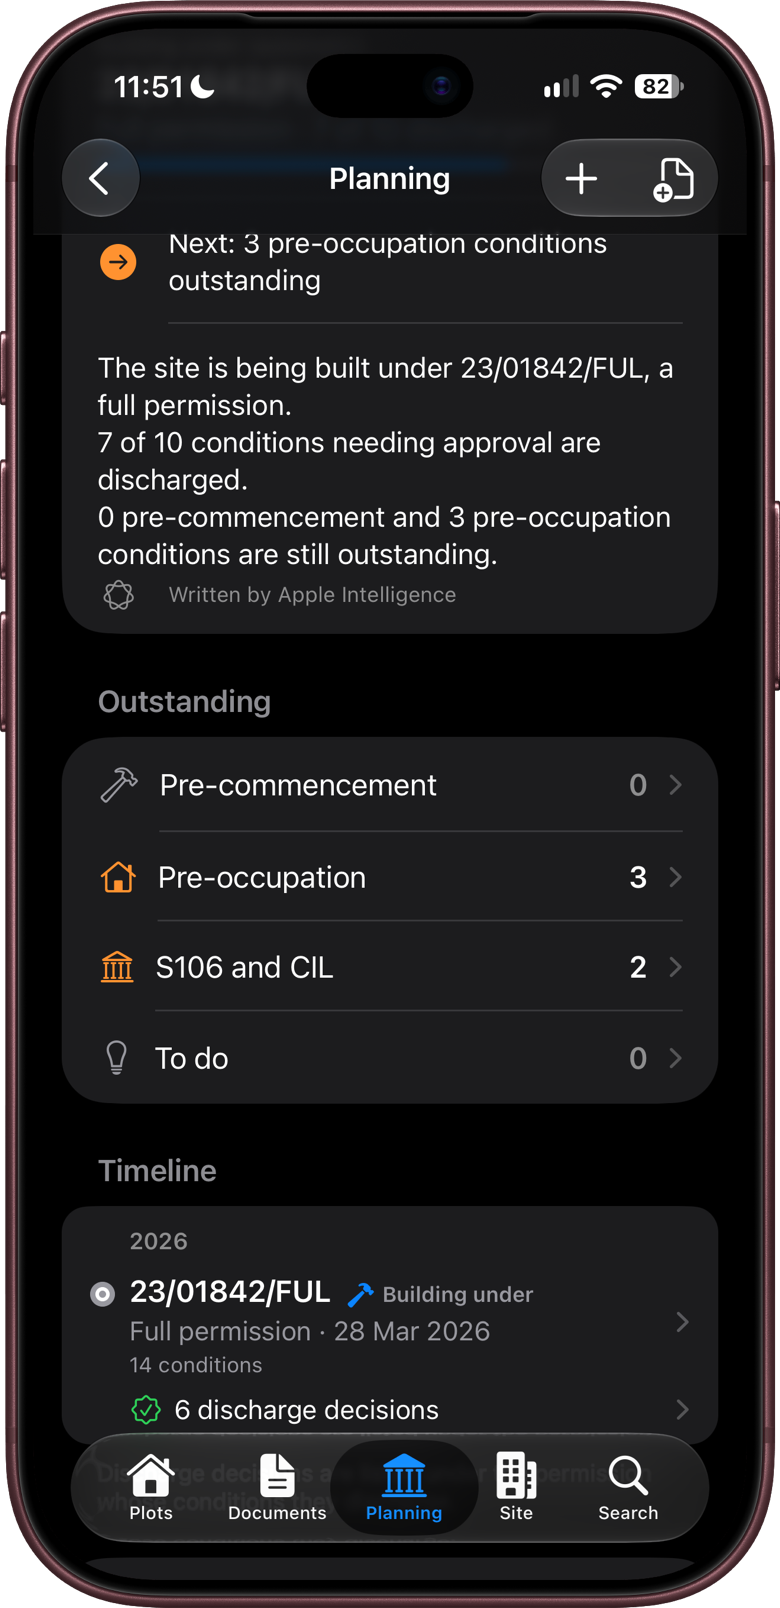 11:51
82
Planning
Next: 3 pre-occupation conditions
outstanding
The site is being built under 23/01842/FUL, a
full permission.
7 of 10 conditions needing approval are
discharged.
0 pre-commencement and 3 pre-occupation
conditions are still outstanding.
Written by Apple Intelligence
Outstanding
Pre-commencement 0
Pre-occupation 3
S106 and CIL 2
To do 0
Timeline
2026
23/01842/FUL Building under
Full permission · 28 Mar 2026
14 conditions
6 discharge decisions
Plots Documents Planning Site Search